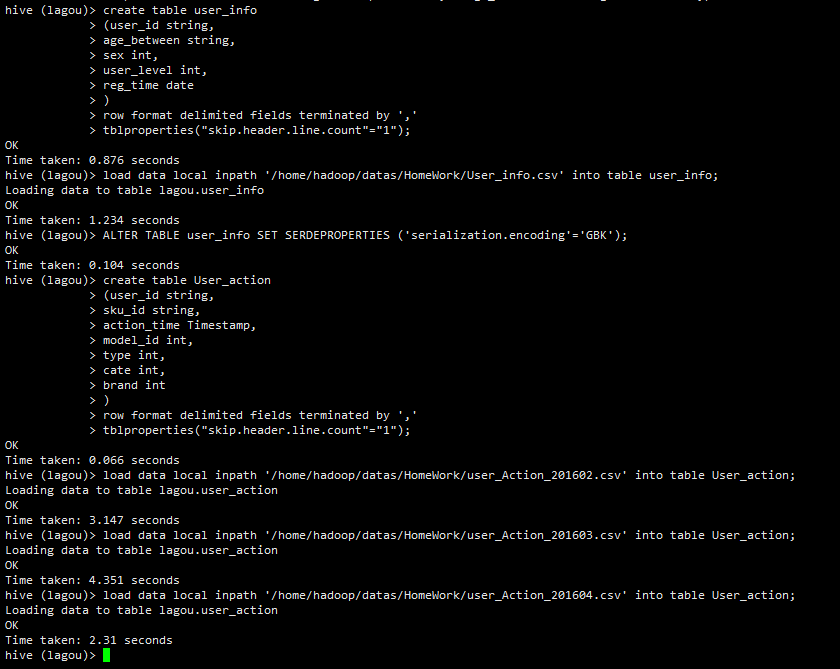 hive (lagou)> create table user_info
> (user_id string,
> age_between string,
> sex int,
> user_level int,
> reg_time date
> )
> row format delimited fields terminated by ','
> tblproperties("skip.header.line.count"="1");
OK
Time taken: 0.876 seconds
hive (lagou)> load data local inpath '/home/hadoop/datas/HomeWork/User_info.csv' into table user_info;
Loading data to table lagou.user_info
OK
Time taken: 1.234 seconds
hive (lagou)> ALTER TABLE user_info SET SERDEPROPERTIES ('serialization.encoding'='GBK');
OK
Time taken: 0.104 seconds
hive (lagou)> create table User_action
> (user_id string,
> sku_id string,
> action_time Timestamp,
> model_id int,
> type int,
> cate int,
> brand int
> )
> row format delimited fields terminated by ','
> tblproperties("skip.header.line.count"="1");
OK
Time taken: 0.066 seconds
hive (lagou)> load data local inpath '/home/hadoop/datas/HomeWork/user_Action_201602.csv' into table User_action;
Loading data to table lagou.user_action
OK
Time taken: 3.147 seconds
hive (lagou)> load data local inpath '/home/hadoop/datas/HomeWork/user_Action_201603.csv' into table User_action;
Loading data to table lagou.user_action
OK
Time taken: 4.351 seconds
hive (lagou)> load data local inpath '/home/hadoop/datas/HomeWork/user_Action_201604.csv' into table User_action;
Loading data to table lagou.user_action
OK
Time taken: 2.31 seconds
hive (lagou)>